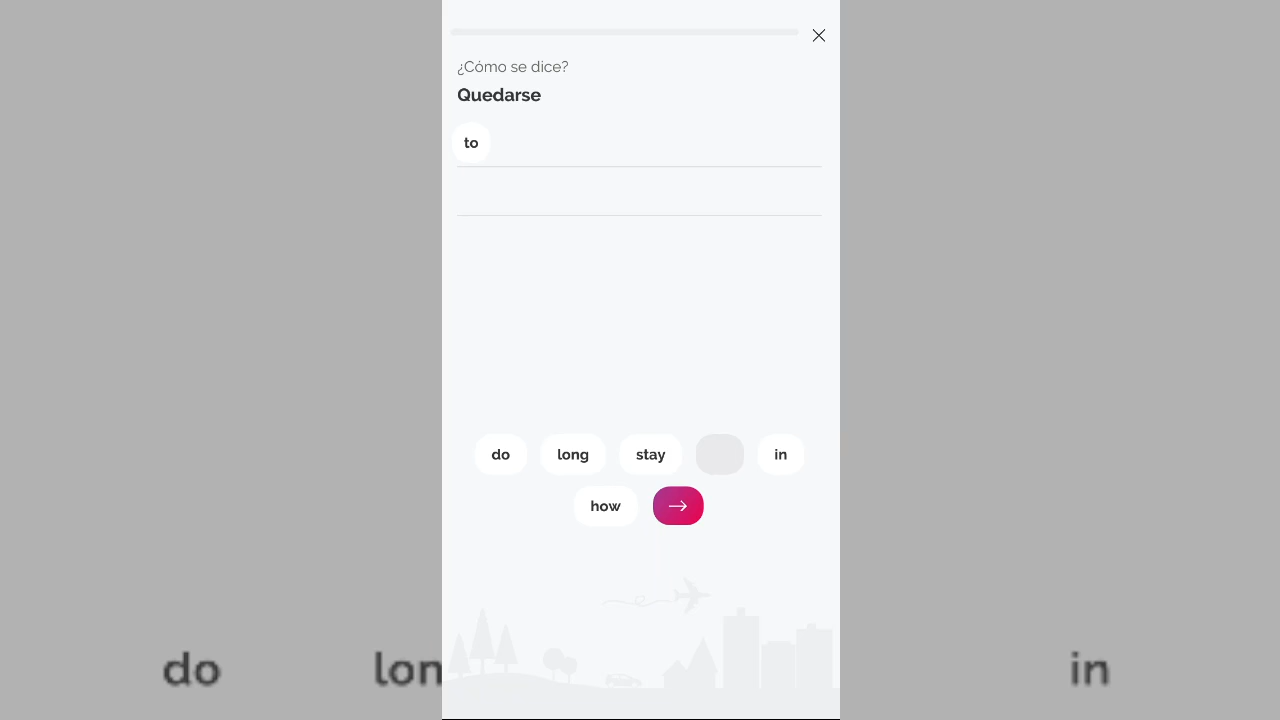 ¿Cómo se dice?
Quedarse
to
do long stay in
how
do lon in